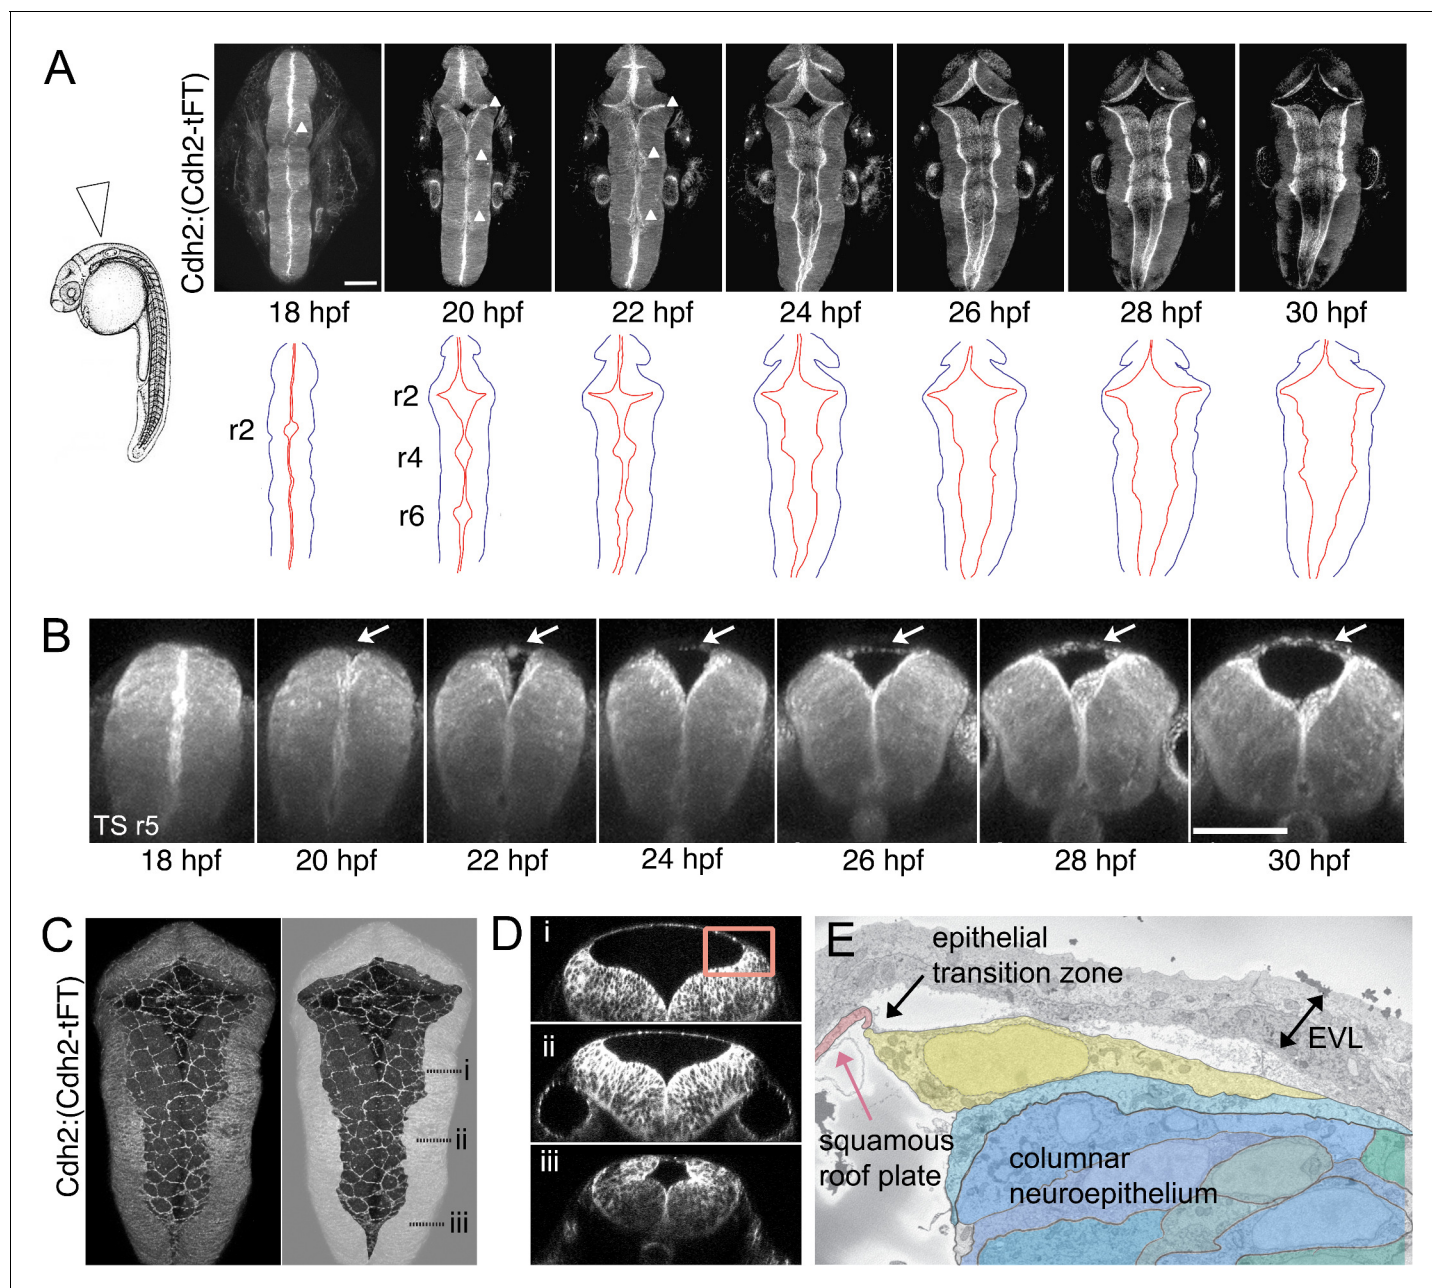 A
Cdh2:(Cdh2-tFT)
18 hpf
20 hpf
22 hpf
24 hpf
26 hpf
28 hpf
30 hpf
r2
r2
r4
r6
B
TS r5
18 hpf
20 hpf
22 hpf
24 hpf
26 hpf
28 hpf
30 hpf
C
Cdh2:(Cdh2-tFT)
i
ii
iii
D
i
ii
iii
E
epithelial
transition zone
EVL
squamous
roof plate
columnar
neuroepithelium